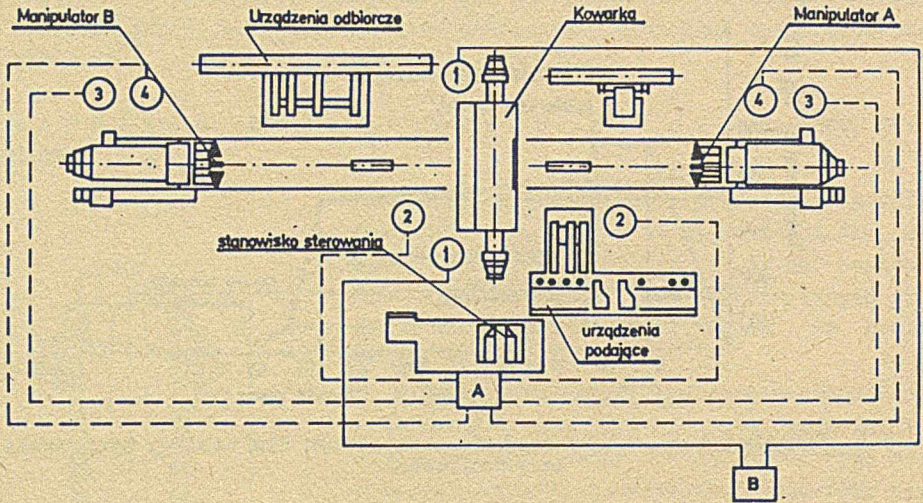 Manipulator B
Urządzenia odbiorcze
Kowarka
Manipulator A
1
3
4
4
3
2
2
stanowisko sterowania
1
urządzenia
podające
A
B